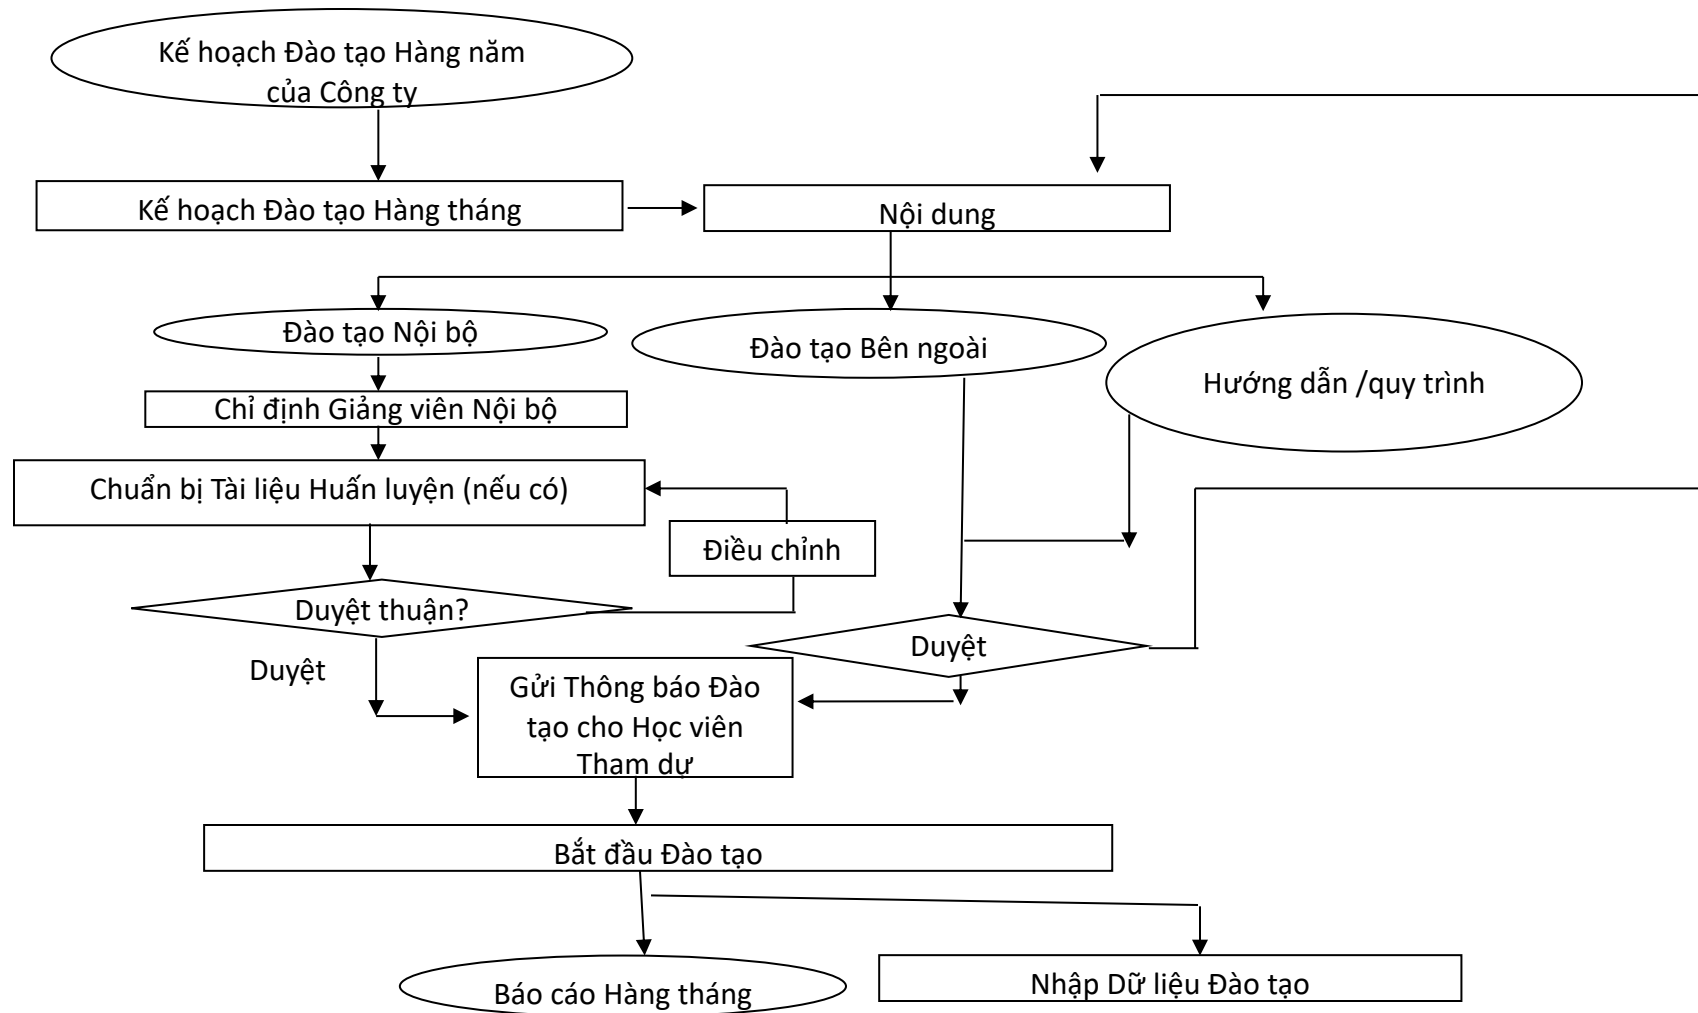 Kế hoạch Đào tạo Hàng năm
của Công ty
Kế hoạch Đào tạo Hàng tháng
Nội dung
Đào tạo Nội bộ
Đào tạo Bên ngoài
Hướng dẫn /quy trình
Chỉ định Giảng viên Nội bộ
Chuẩn bị Tài liệu Huấn luyện (nếu có)
Điều chỉnh
Duyệt thuận?
Duyệt
Duyệt
Gửi Thông báo Đào
tạo cho Học viên
Tham dự
Bắt đầu Đào tạo
Báo cáo Hàng tháng
Nhập Dữ liệu Đào tạo